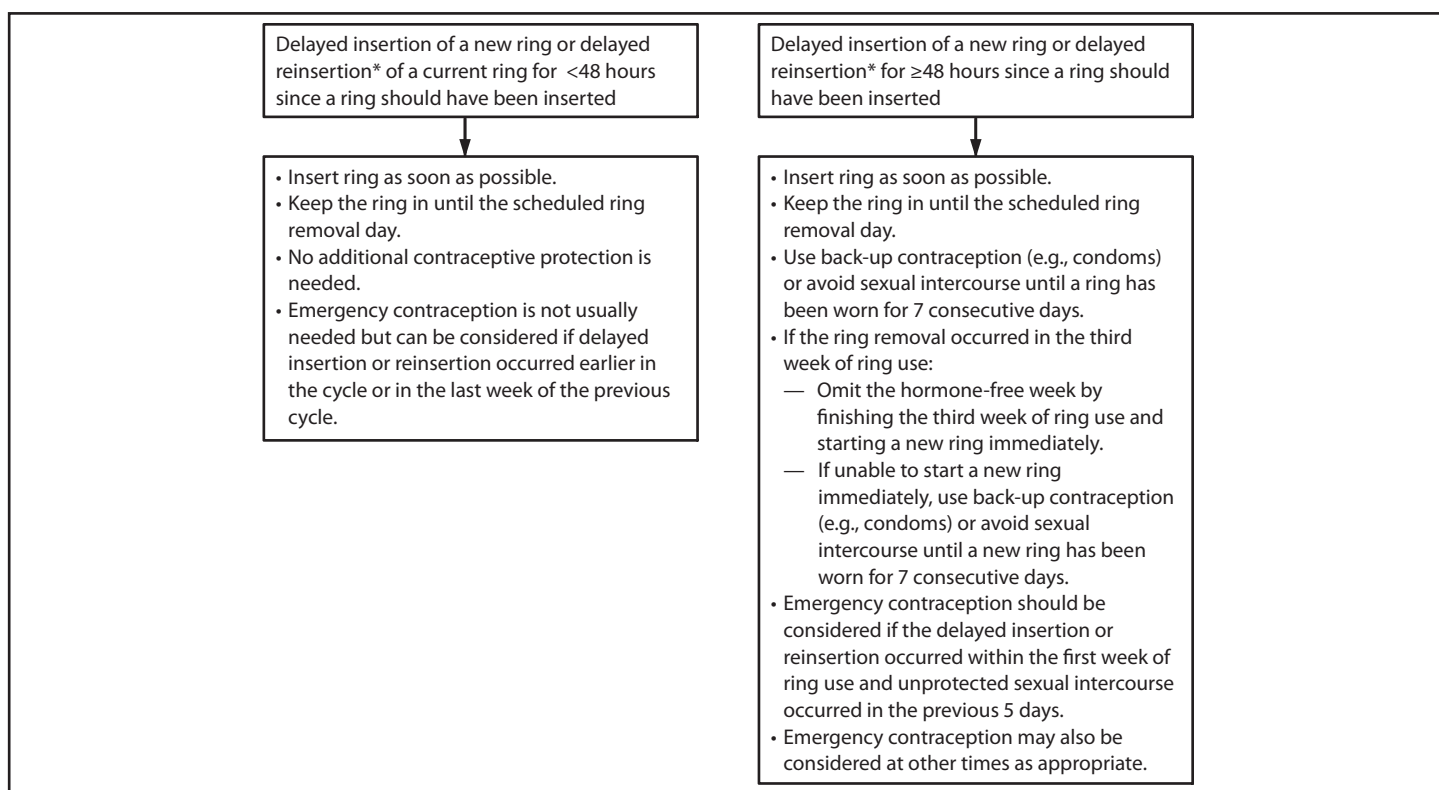 Delayed insertion of a new ring or delayed
reinsertion* of a current ring for <48 hours
since a ring should have been inserted
• Insert ring as soon as possible.
• Keep the ring in until the scheduled ring
removal day.
• No additional contraceptive protection is
needed.
• Emergency contraception is not usually
needed but can be considered if delayed
insertion or reinsertion occurred earlier in
the cycle or in the last week of the previous
cycle.
Delayed insertion of a new ring or delayed
reinsertion* for ≥48 hours since a ring should
have been inserted
• Insert ring as soon as possible.
• Keep the ring in until the scheduled ring
removal day.
• Use back-up contraception (e.g., condoms)
or avoid sexual intercourse until a ring has
been worn for 7 consecutive days.
• If the ring removal occurred in the third
week of ring use:
— Omit the hormone-free week by
finishing the third week of ring use and
starting a new ring immediately.
— If unable to start a new ring
immediately, use back-up contraception
(e.g., condoms) or avoid sexual
intercourse until a new ring has been
worn for 7 consecutive days.
• Emergency contraception should be
considered if the delayed insertion or
reinsertion occurred within the first week of
ring use and unprotected sexual intercourse
occurred in the previous 5 days.
• Emergency contraception may also be
considered at other times as appropriate.